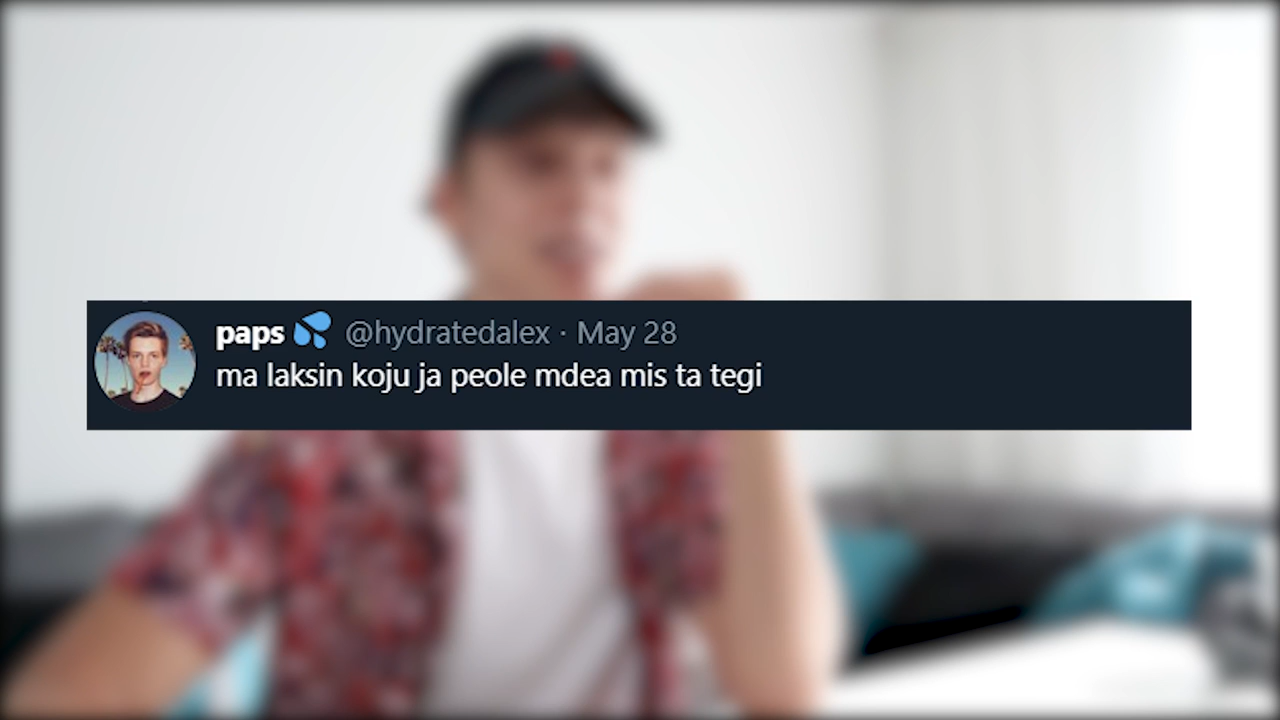 paps 💦 @hydratedalex · May 28
ma laksin koju ja peole mdea mis ta tegi